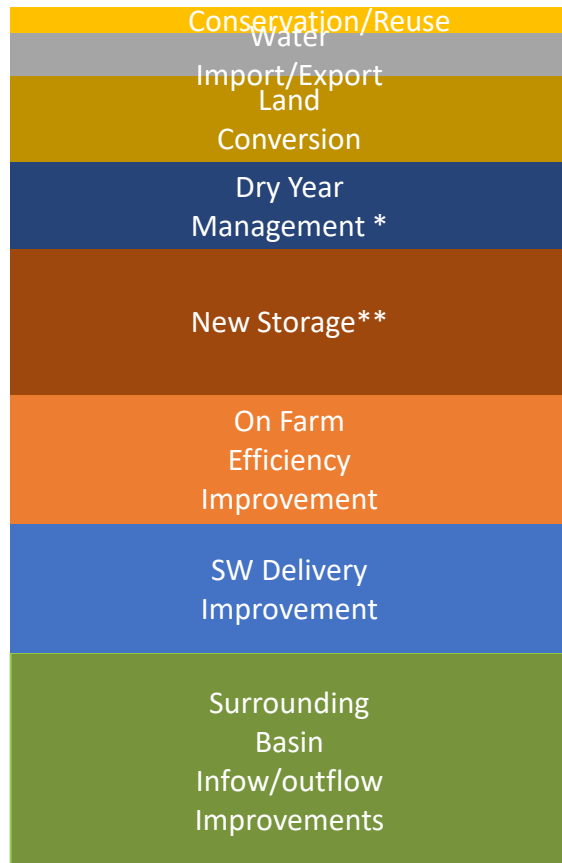 Conservation/Reuse
Water
Import/Export
Land
Conversion
Dry Year
Management *
New Storage**
On Farm
Efficiency
Improvement
SW Delivery
Improvement
Surrounding
Basin
Infow/outflow
Improvements